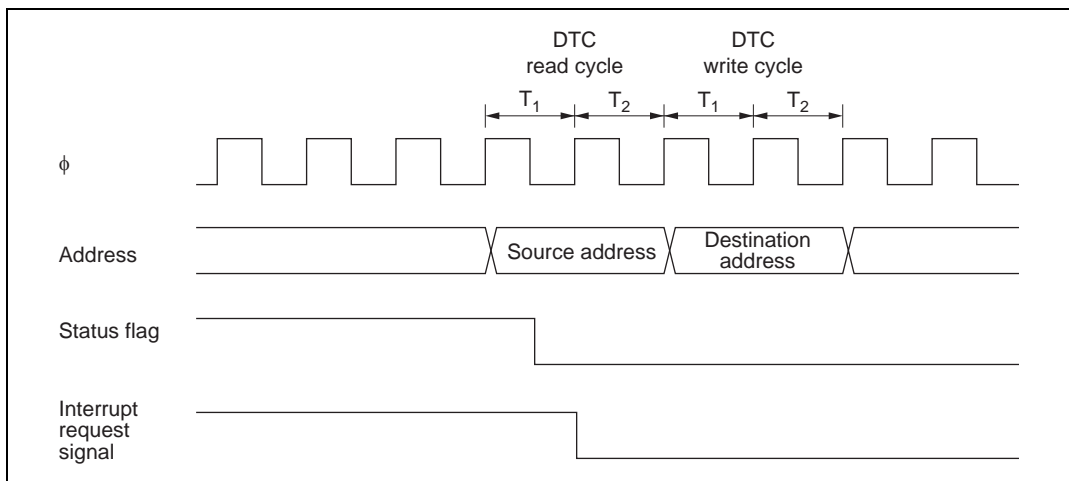 DTC
read cycle
DTC
write cycle
T1
T2
T1
T2
ϕ
Address
Source address
Destination
address
Status flag
Interrupt
request
signal